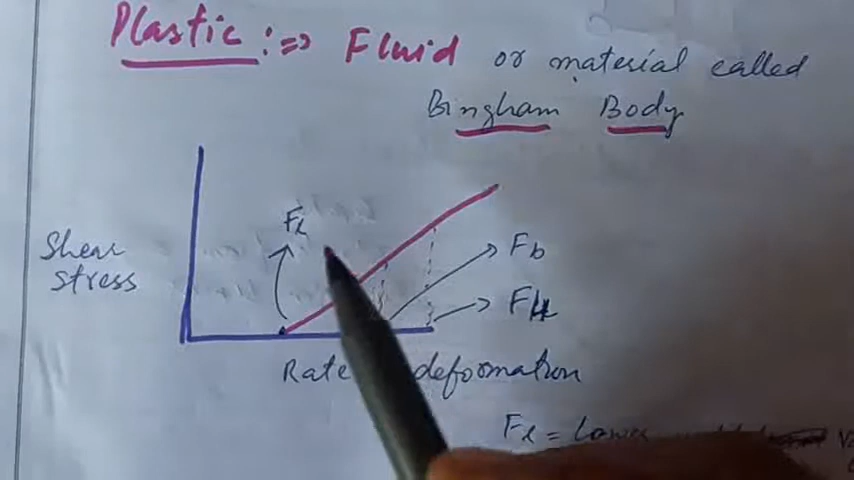 Plastic :⇒ Fluid or material called
Bingham Body
Fl
Shear
stress
Fb
FH
Rate deformation
Fl = Lower